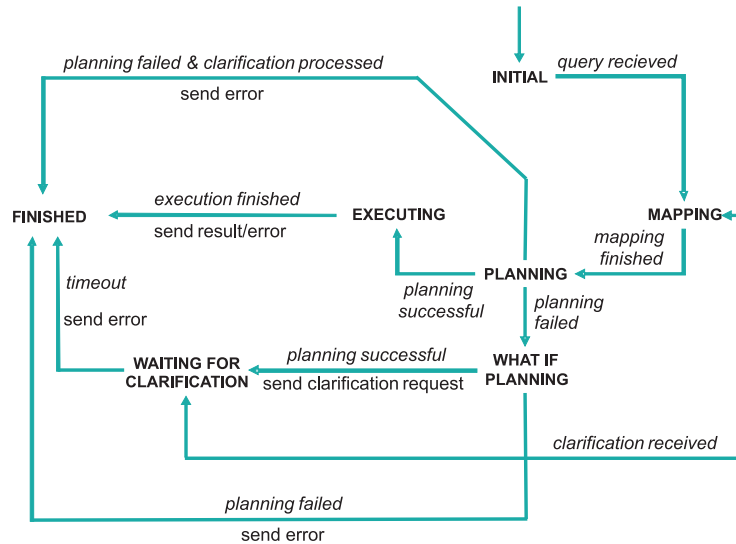 planning failed & clarification processed
send error
INITIAL
query recieved
FINISHED
execution finished
send result/error
EXECUTING
MAPPING
mapping
finished
PLANNING
planning
successful
planning
failed
timeout
send error
WAITING FOR
CLARIFICATION
planning successful
send clarification request
WHAT IF
PLANNING
clarification received
planning failed
send error